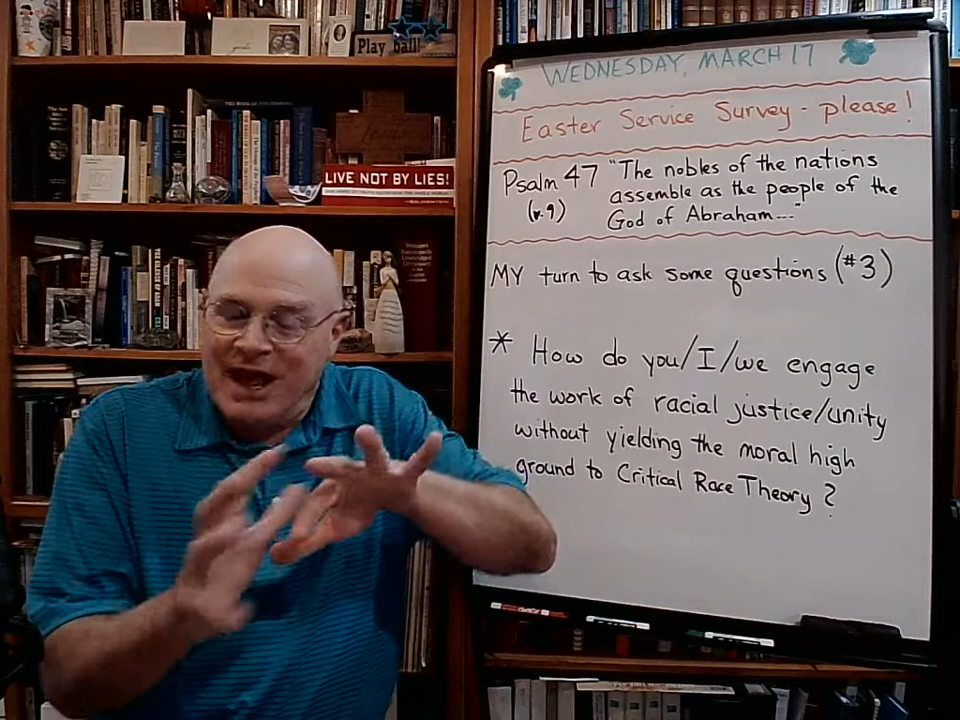 Play ball!
LIVE NOT BY LIES!
WEDNESDAY, MARCH 17
Easter Service Survey - please!
Psalm 47 "The nobles of the nations
(v. 9) assemble as the people of the
God of Abraham..."
MY turn to ask some questions (#3)
* How do you/I/we engage
the work of racial justice/unity
without yielding the moral high
ground to Critical Race Theory?